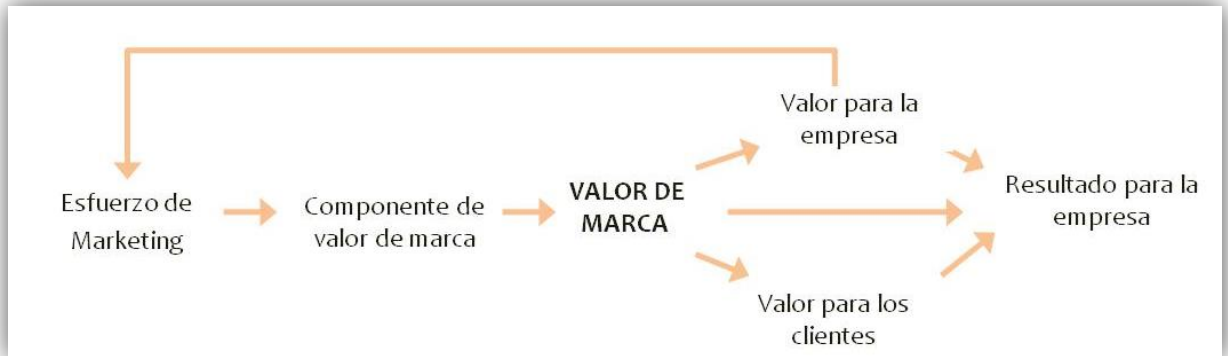 Valor para la
empresa
Esfuerzo de
Marketing
Componente de
valor de marca
VALOR DE
MARCA
Resultado para la
empresa
Valor para los
clientes